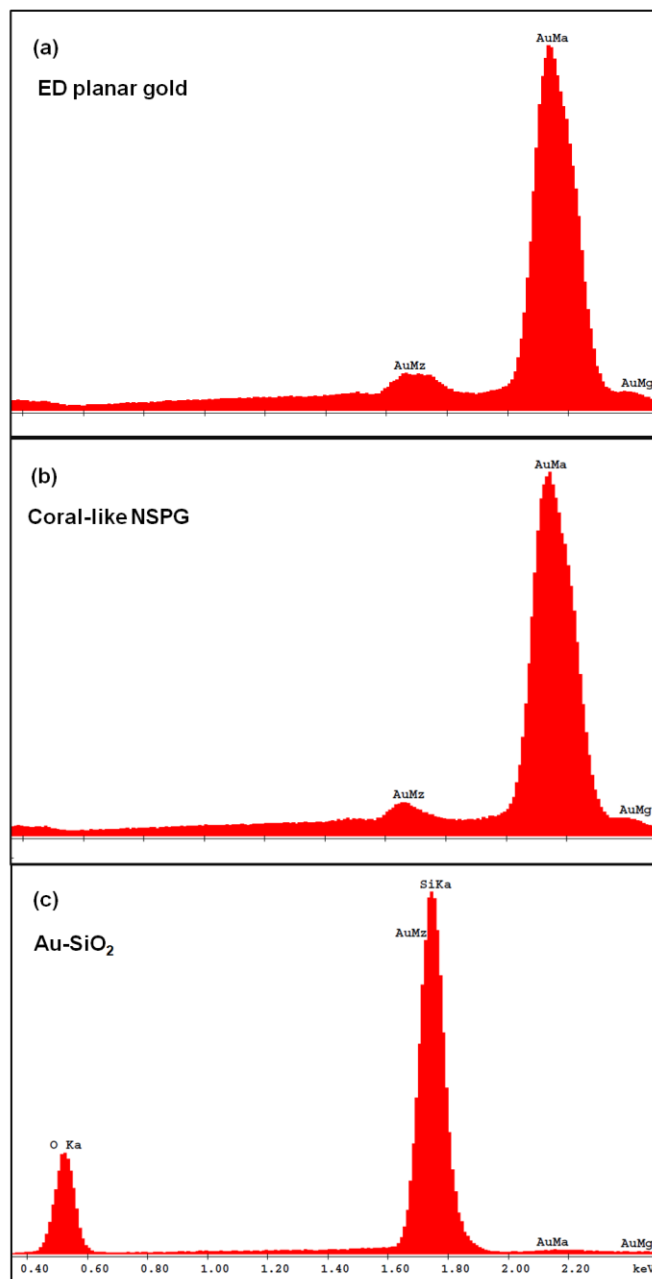 (a)
ED planar gold
AuMa
AuMz
AuMg
(b)
Coral-like NSPG
AuMa
AuMz
AuMg
(c)
Au-SiO₂
SiKa
AuMz
O Ka
AuMa
AuMg
0.40 0.60 0.80 1.00 1.20 1.40 1.60 1.80 2.00 2.20 keV